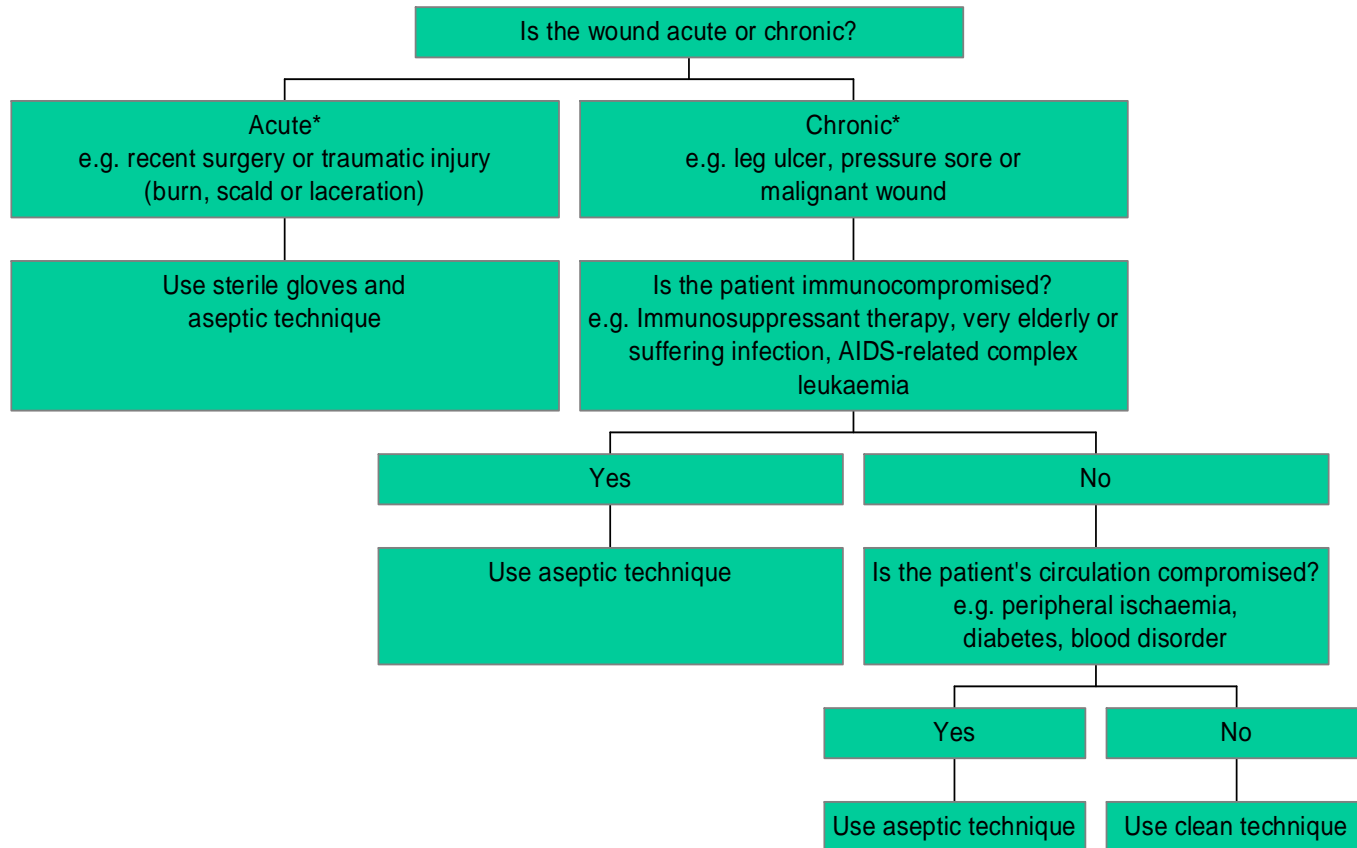 Is the wound acute or chronic?
Acute*
e.g. recent surgery or traumatic injury
(burn, scald or laceration)
Chronic*
e.g. leg ulcer, pressure sore or
malignant wound
Use sterile gloves and
aseptic technique
Is the patient immunocompromised?
e.g. Immunosuppressant therapy, very elderly or
suffering infection, AIDS-related complex
leukaemia
Yes
No
Use aseptic technique
Is the patient's circulation compromised?
e.g. peripheral ischaemia,
diabetes, blood disorder
Yes
No
Use aseptic technique
Use clean technique